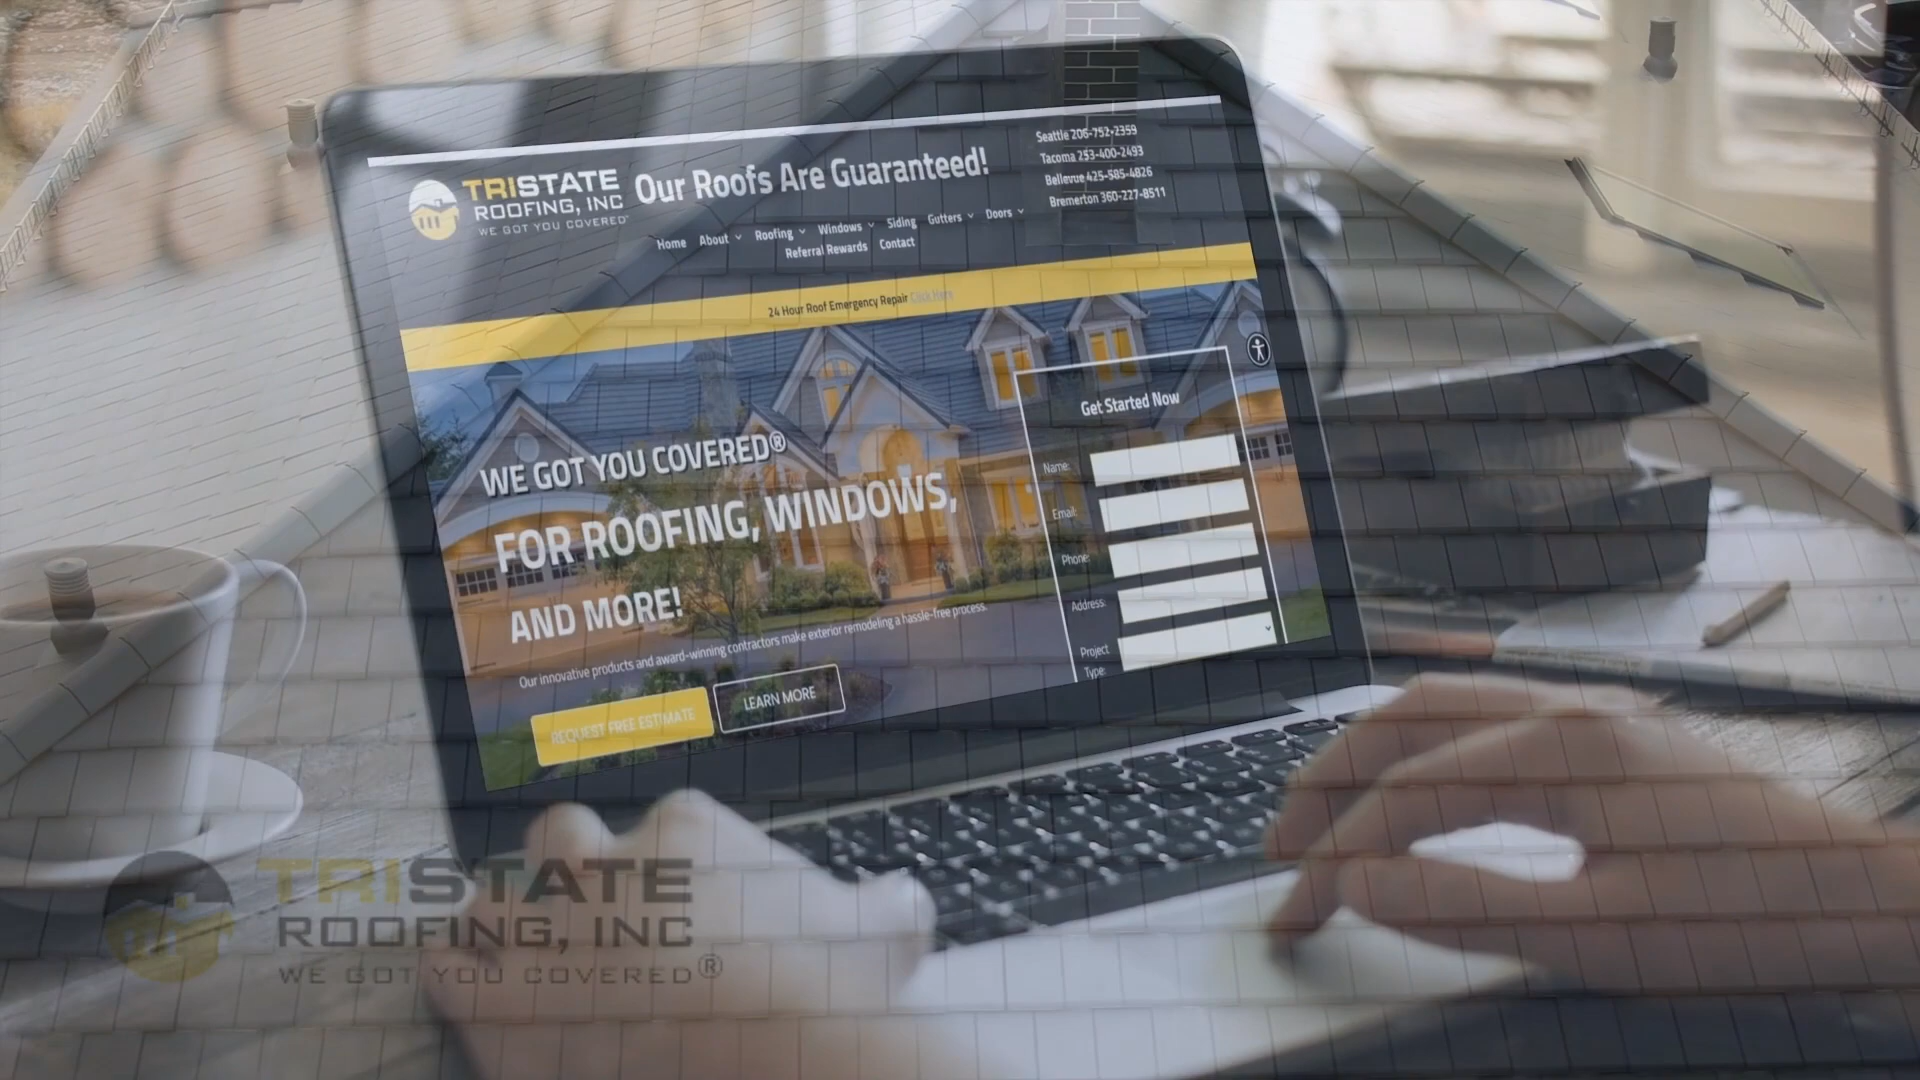 TRISTATE
ROOFING, INC
WE GOT YOU COVERED
Our Roofs Are Guaranteed!
Seattle 206-752-2359
Tacoma 253-400-2493
Bellevue 425-585-4826
Bremerton 360-227-8511
Home About Roofing Windows Siding Gutters Doors
Referral Rewards Contact
24 Hour Roof Emergency Repair Click Here
WE GOT YOU COVERED®
FOR ROOFING, WINDOWS,
AND MORE!
Our innovative products and award-winning contractors make exterior remodeling a hassle-free process.
REQUEST FREE ESTIMATE
LEARN MORE
Get Started Now
Name:
Email:
Phone:
Address:
Project
Type:
TRISTATE
ROOFING, INC
WE GOT YOU COVERED®